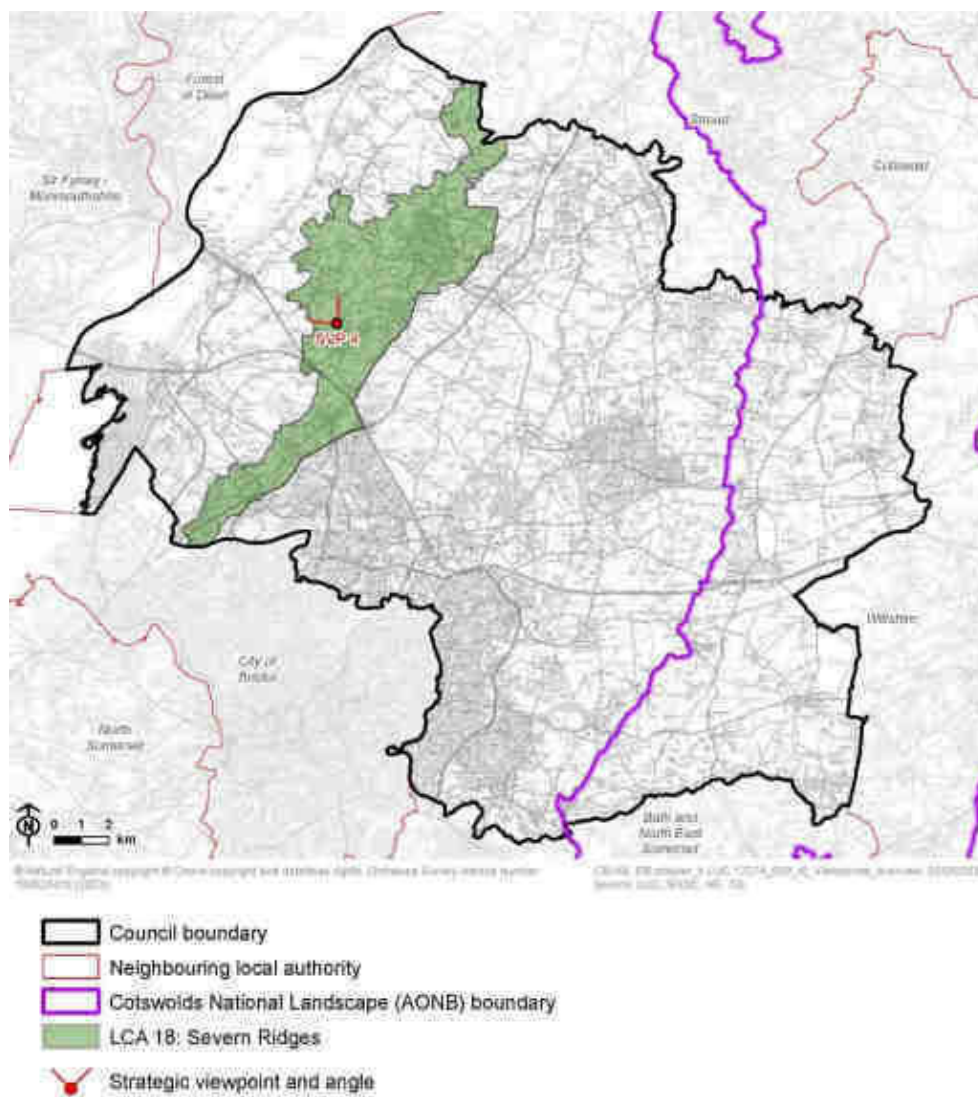 Forest
of Dean
Stroud
Cotswold
Sir Fynwy -
Monmouthshire
Wiltshire
City of
Bristol
North
Somerset
Bath and
North East
Somerset
N
0 1 2
km
Council boundary
Neighbouring local authority
Cotswolds National Landscape (AONB) boundary
LCA 18: Severn Ridges
Strategic viewpoint and angle